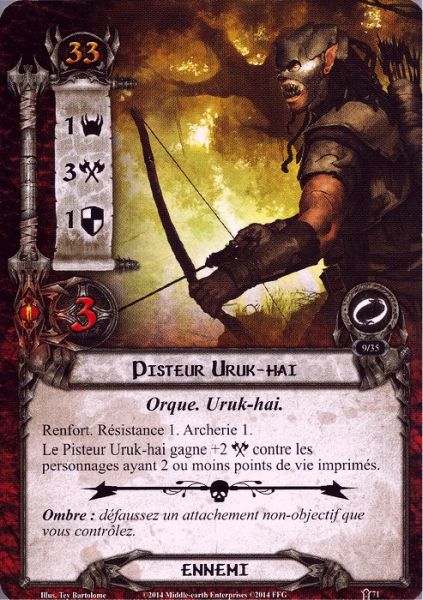 33
1
3
1
3
9/35
PISTEUR URUK-HAI
Orque. Uruk-hai.
Renfort. Résistance 1. Archerie 1.
Le Pisteur Uruk-hai gagne +2 contre les
personnages ayant 2 ou moins points de vie imprimés.
Ombre : défaussez un attachement non-objectif que
vous contrôlez.
ENNEMI
Illus. Tey Bartolome ©2014 Middle-earth Enterprises ©2014 FFG 71